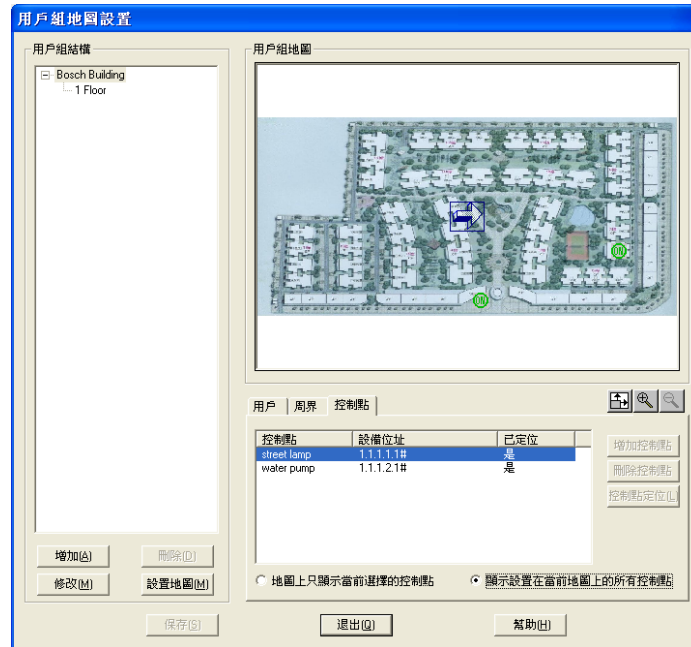 用戶組地圖設置
用戶組結構
Bosch Building
1 Floor
增加(A)
刪除(D)
修改(M)
設置地圖(M)
用戶組地圖
ON
ON
用戶
周界
控制點
控制點 設備位址 已定位
street lamp 1.1.1.1.1# 是
water pump 1.1.1.2.1# 是
增加控制點
刪除控制點
控制點定位(L)
地圖上只顯示當前選擇的控制點
顯示設置在當前地圖上的所有控制點
保存(S)
退出(Q)
幫助(H)